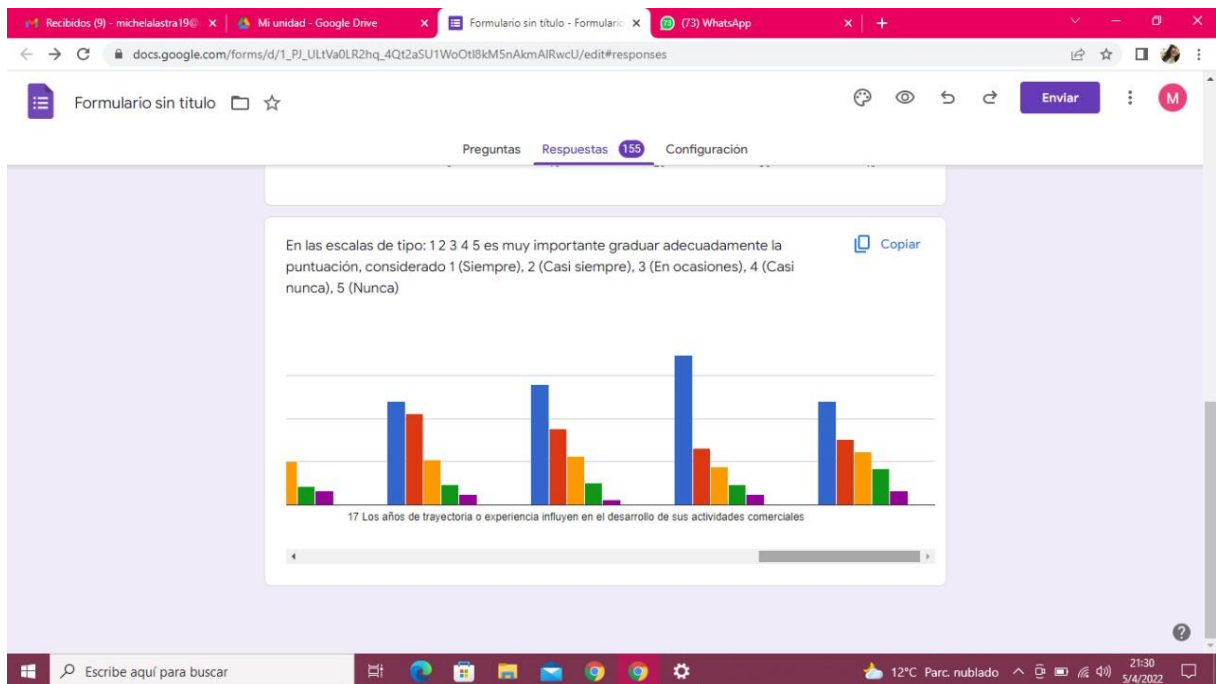 Recibidos (9) - michelalastra19@
Mi unidad - Google Drive
Formulario sin título - Formulario
(73) WhatsApp
docs.google.com/forms/d/1_PJ_ULtVa0LR2hq_4Qt2aSU1WoOtI8kM5nAkmAIRwcU/edit#responses
Formulario sin título
Enviar
M
Preguntas Respuestas 155 Configuración
En las escalas de tipo: 1 2 3 4 5 es muy importante graduar adecuadamente la
puntuación, considerado 1 (Siempre), 2 (Casi siempre), 3 (En ocasiones), 4 (Casi
nunca), 5 (Nunca)
Copiar
17 Los años de trayectoria o experiencia influyen en el desarrollo de sus actividades comerciales
Escribe aquí para buscar
12°C Parc. nublado
21:30
5/4/2022